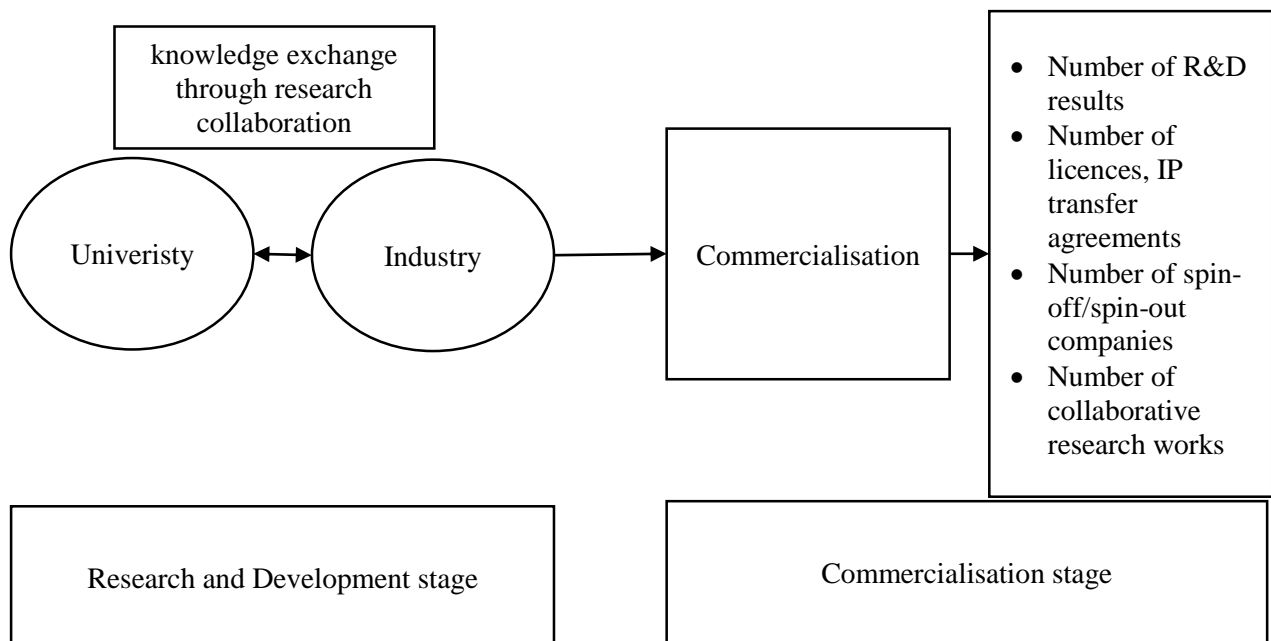 knowledge exchange
through research
collaboration
Univeristy
Industry
Commercialisation
• Number of R&D
results
• Number of
licences, IP
transfer
agreements
• Number of spin-
off/spin-out
companies
• Number of
collaborative
research works
Research and Development stage
Commercialisation stage